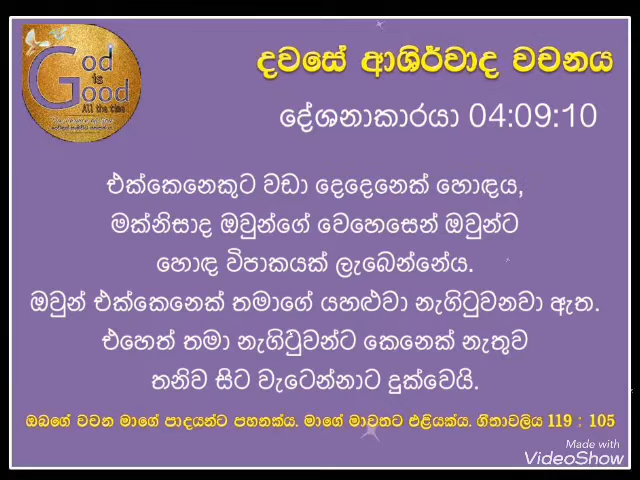 God
is
Good
All the time
දවසේ ආශිර්වාද වචනය
දේශනාකාරයා 04:09:10
එක්කෙනෙකුට වඩා දෙදෙනෙක් හොඳය,
මක්නිසාද ඔවුන්ගේ වෙහෙසෙන් ඔවුන්ට
හොඳ විපාකයක් ලැබෙන්නේය.
ඔවුන් එක්කෙනෙක් තමාගේ යහළුවා නැගිටුවනවා ඇත.
එහෙත් තමා නැගිටුවන්ට කෙනෙක් නැතුව
තනිව සිට වැටෙන්නාට දුක්වෙයි.
ඔබගේ වචන මාගේ පාදයන්ට පහනක්ය. මාගේ මාවතට එළියක්ය. ගීතාවලිය 119 : 105
Made with
VideoShow